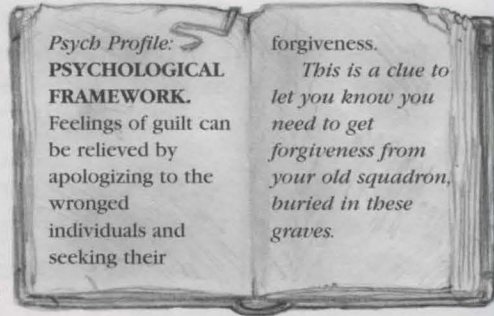 Psych Profile:
PSYCHOLOGICAL
FRAMEWORK.
Feelings of guilt can
be relieved by
apologizing to the
wronged
individuals and
seeking their
forgiveness.
This is a clue to
let you know you
need to get
forgiveness from
your old squadron,
buried in these
graves.